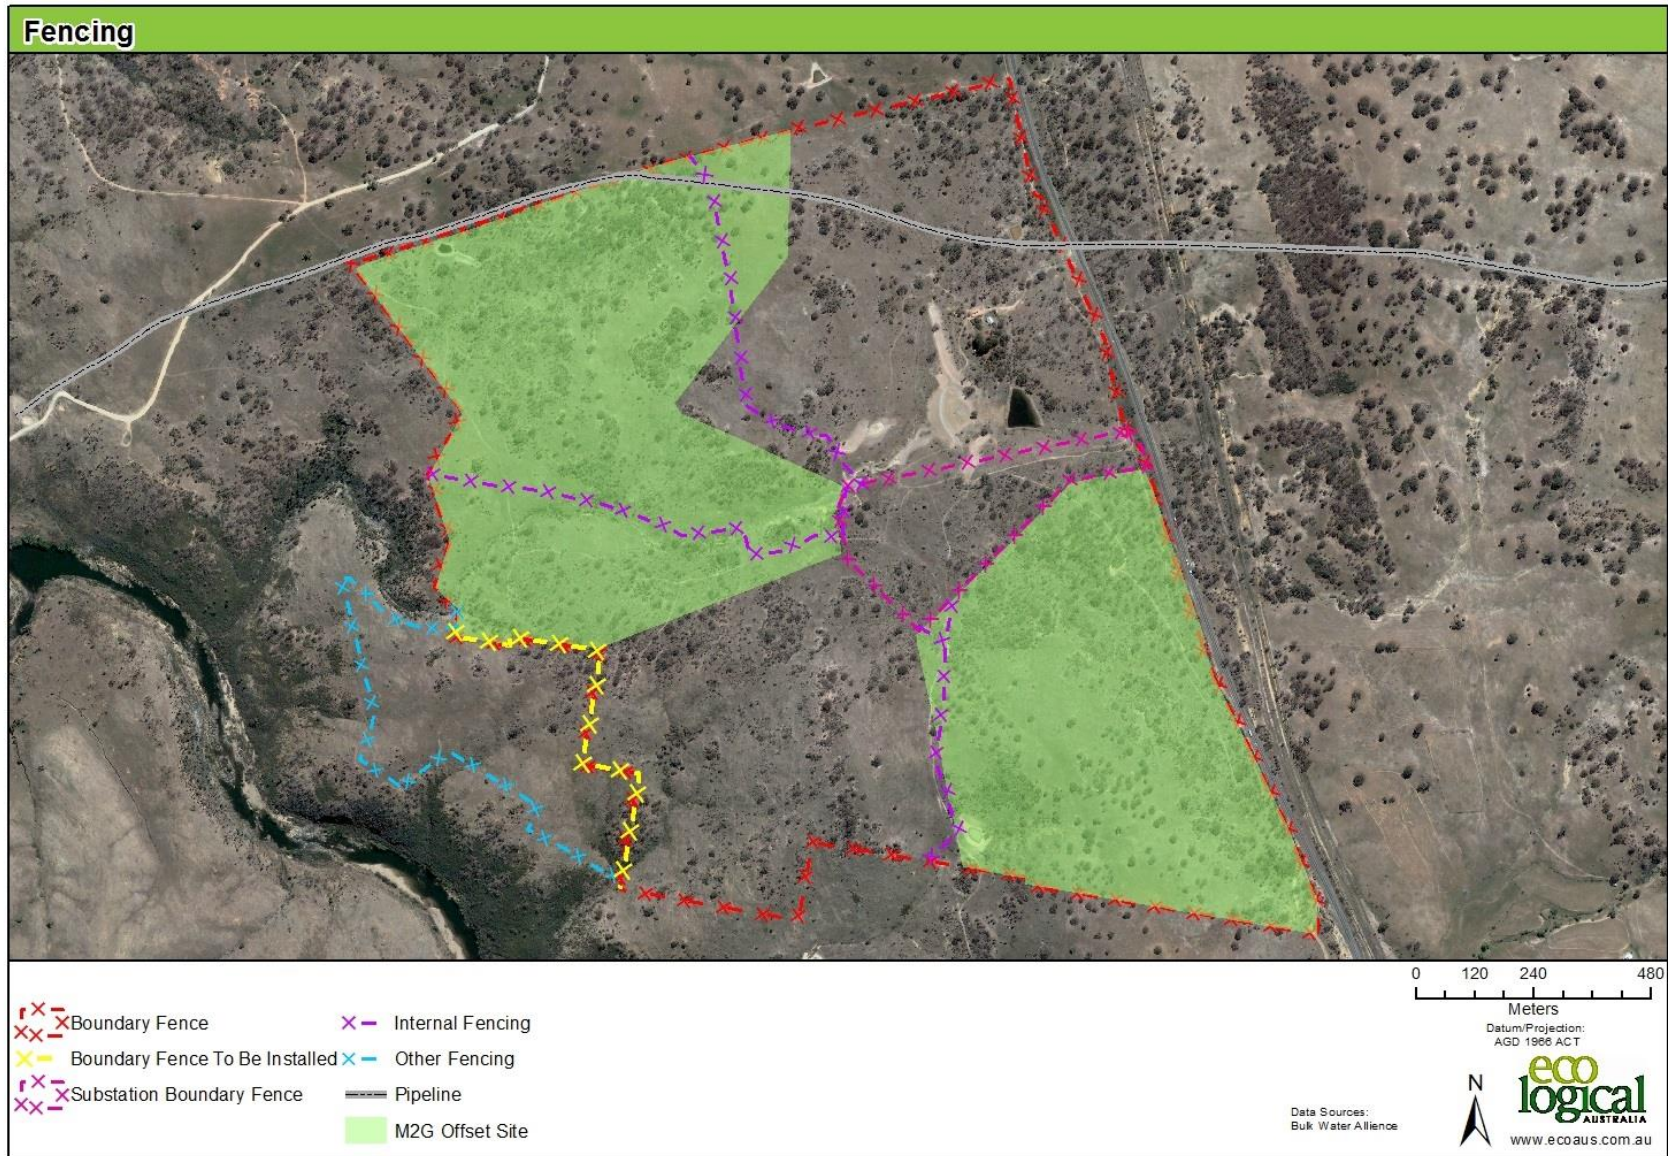 Fencing
0 120 240 480
Meters
Datum/Projection:
AGD 1966 ACT
Boundary Fence
Boundary Fence To Be Installed
Substation Boundary Fence
Internal Fencing
Other Fencing
Pipeline
M2G Offset Site
Data Sources:
Bulk Water Allience
N
eco
logical
AUSTRALIA
www.ecoaus.com.au